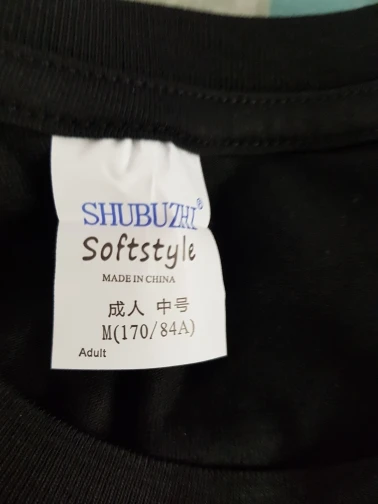 SHUBUZHI®
Softstyle
MADE IN CHINA
成人 中号
M(170/84A)
Adult